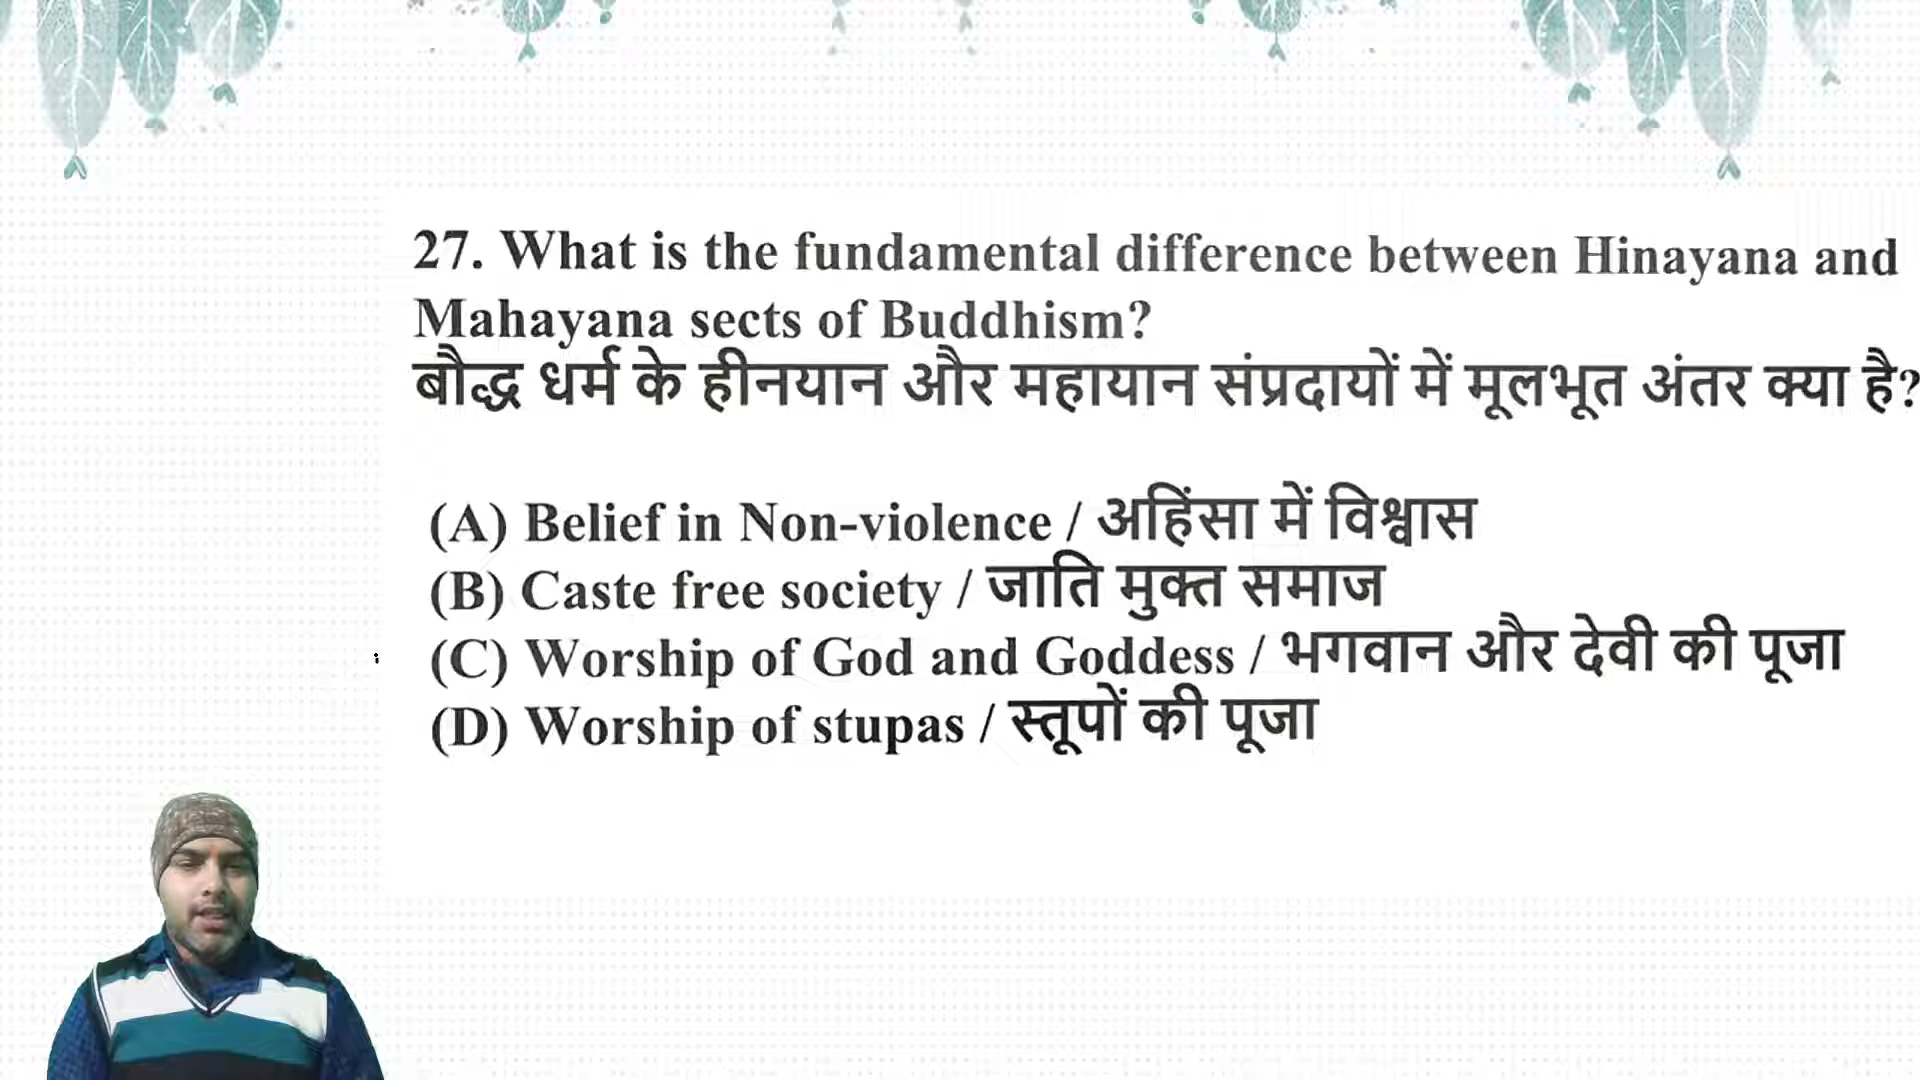 27. What is the fundamental difference between Hinayana and
Mahayana sects of Buddhism?
बौद्ध धर्म के हीनयान और महायान संप्रदायों में मूलभूत अंतर क्या है?
(A) Belief in Non-violence / अहिंसा में विश्वास
(B) Caste free society / जाति मुक्त समाज
(C) Worship of God and Goddess / भगवान और देवी की पूजा
(D) Worship of stupas / स्तूपों की पूजा